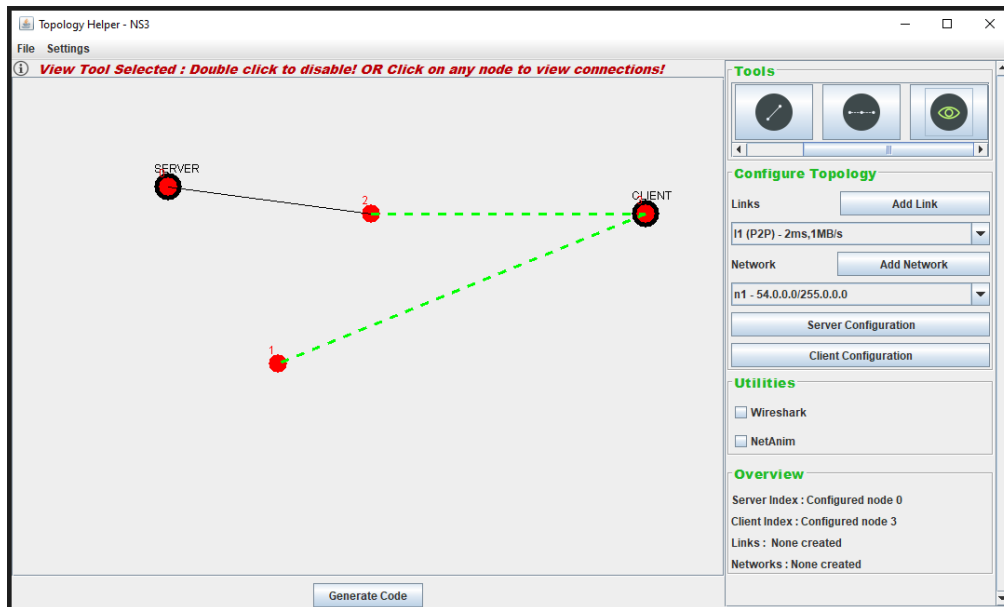 Topology Helper - NS3
File Settings
View Tool Selected : Double click to disable! OR Click on any node to view connections!
Tools
SERVER
2
CLIENT
1
Configure Topology
Links
Add Link
l1 (P2P) - 2ms,1MB/s
Network
Add Network
n1 - 54.0.0.0/255.0.0.0
Server Configuration
Client Configuration
Utilities
Wireshark
NetAnim
Overview
Server Index : Configured node 0
Client Index : Configured node 3
Links : None created
Networks : None created
Generate Code